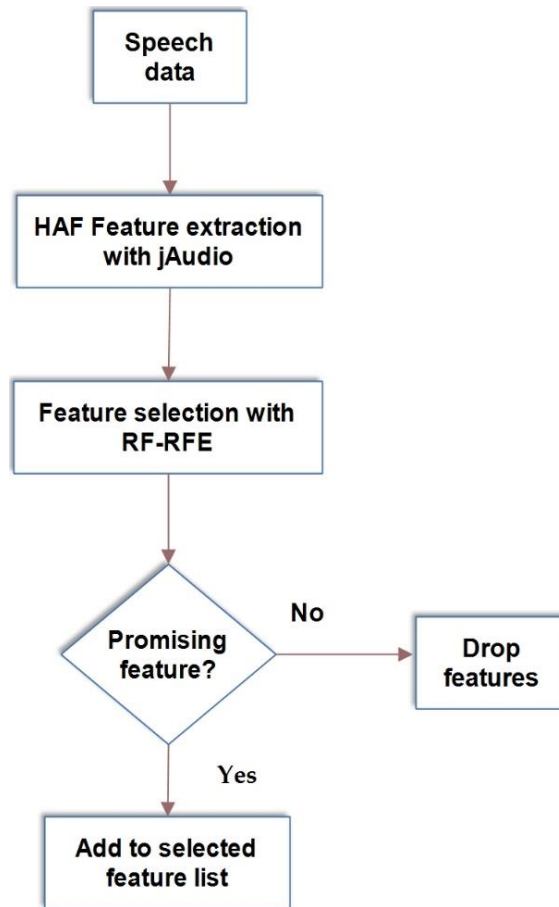 Speech
data
HAF Feature extraction
with jAudio
Feature selection with
RF-RFE
Promising
feature?
No
Drop
features
Yes
Add to selected
feature list